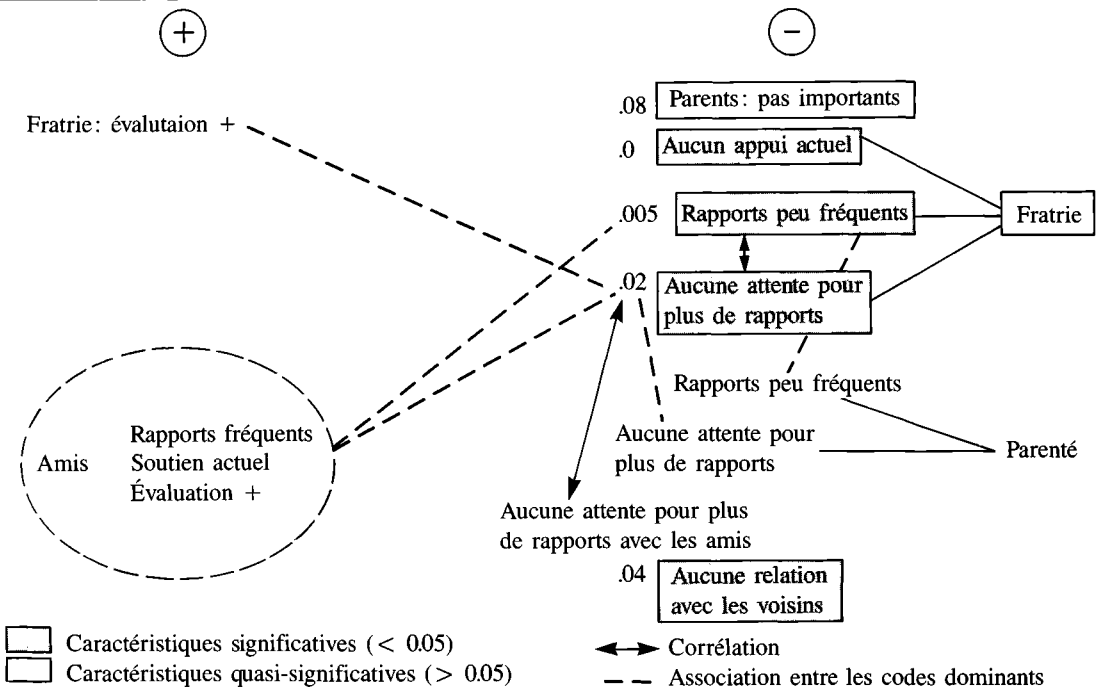 +
−
.08 Parents: pas importants
Fratrie: évalutaion +
.0 Aucun appui actuel
.005 Rapports peu fréquents
Fratrie
.02 Aucune attente pour
plus de rapports
Rapports peu fréquents
Rapports fréquents
Amis Soutien actuel
Évaluation +
Aucune attente pour
plus de rapports
Parenté
Aucune attente pour plus
de rapports avec les amis
.04 Aucune relation
avec les voisins
Caractéristiques significatives (< 0.05)
Caractéristiques quasi-significatives (> 0.05)
Corrélation
Association entre les codes dominants